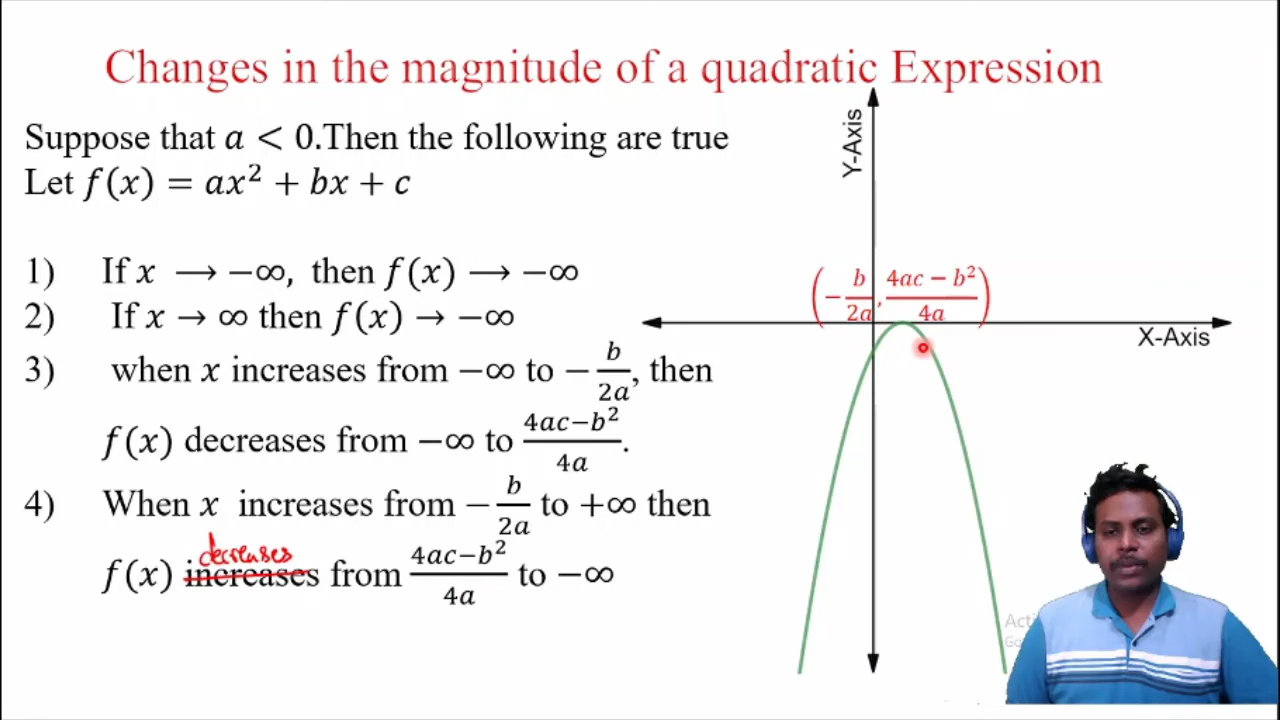 Changes in the magnitude of a quadratic Expression
Suppose that a < 0.Then the following are true
Let f(x) = ax² + bx + c
1) If x ⟶ −∞, then f(x) ⟶ −∞
2) If x → ∞ then f(x) → −∞
3) when x increases from −∞ to −b/2a, then
f(x) decreases from −∞ to (4ac−b²)/4a.
4) When x increases from −b/2a to +∞ then
decreases
f(x) increases from (4ac−b²)/4a to −∞
Y-Axis
(−b/2a, (4ac − b²)/4a)
X-Axis